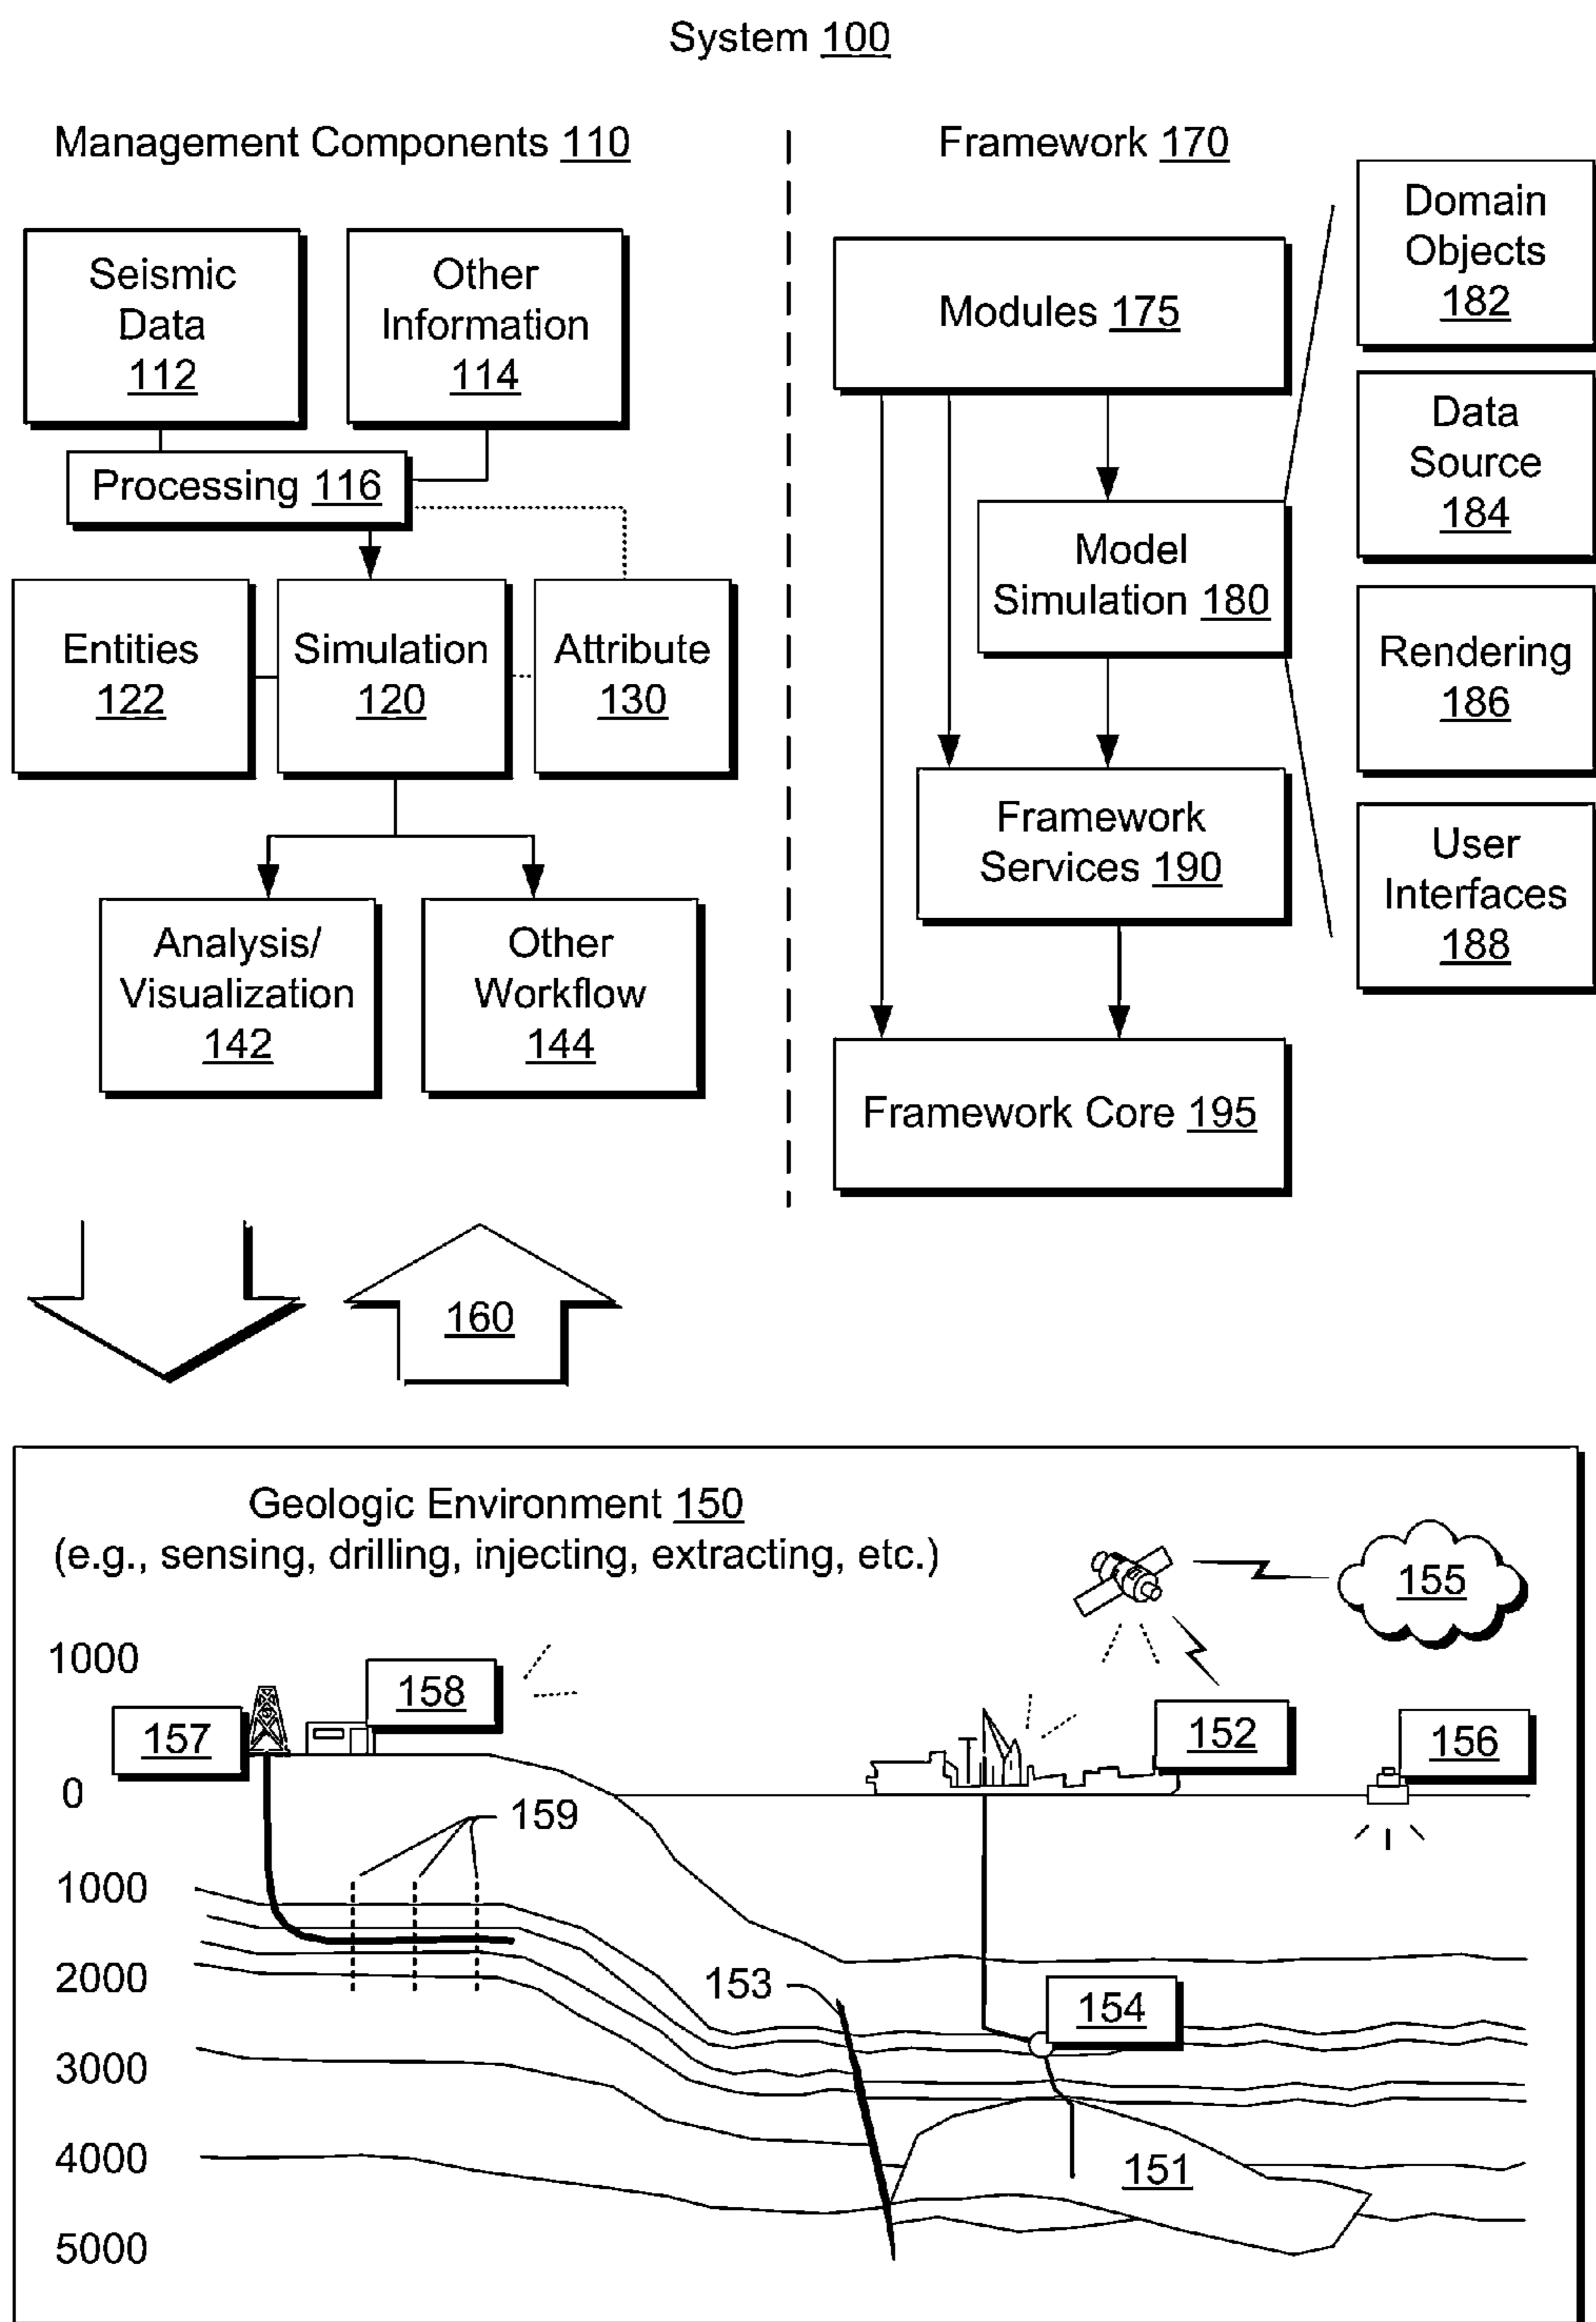 System 100
Management Components 110
Seismic
Data
112
Other
Information
114
Processing 116
Entities
122
Simulation
120
Attribute
130
Analysis/
Visualization
142
Other
Workflow
144
Framework 170
Modules 175
Model
Simulation 180
Framework
Services 190
Framework Core 195
Domain
Objects
182
Data
Source
184
Rendering
186
User
Interfaces
188
160
Geologic Environment 150
(e.g., sensing, drilling, injecting, extracting, etc.)
155
1000
158
157
152
156
0
159
1000
2000
153
154
3000
4000
151
5000